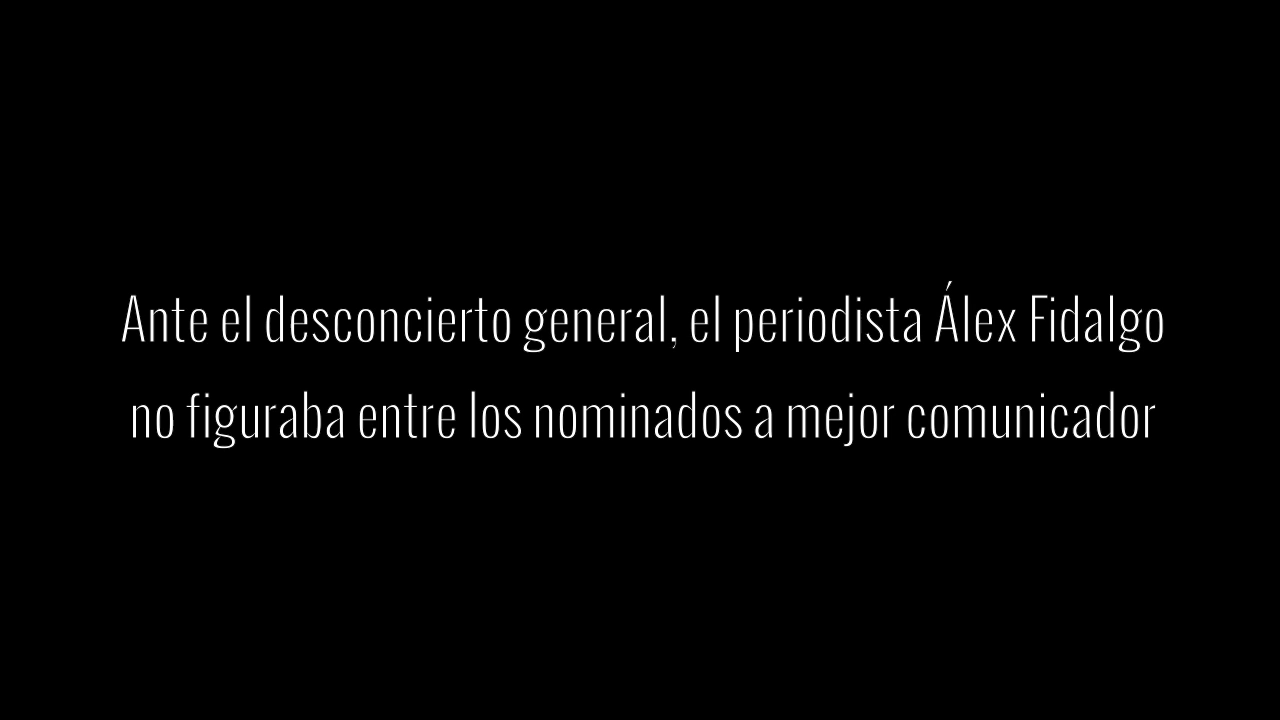 Ante el desconcierto general, el periodista Álex Fidalgo
no figuraba entre los nominados a mejor comunicador